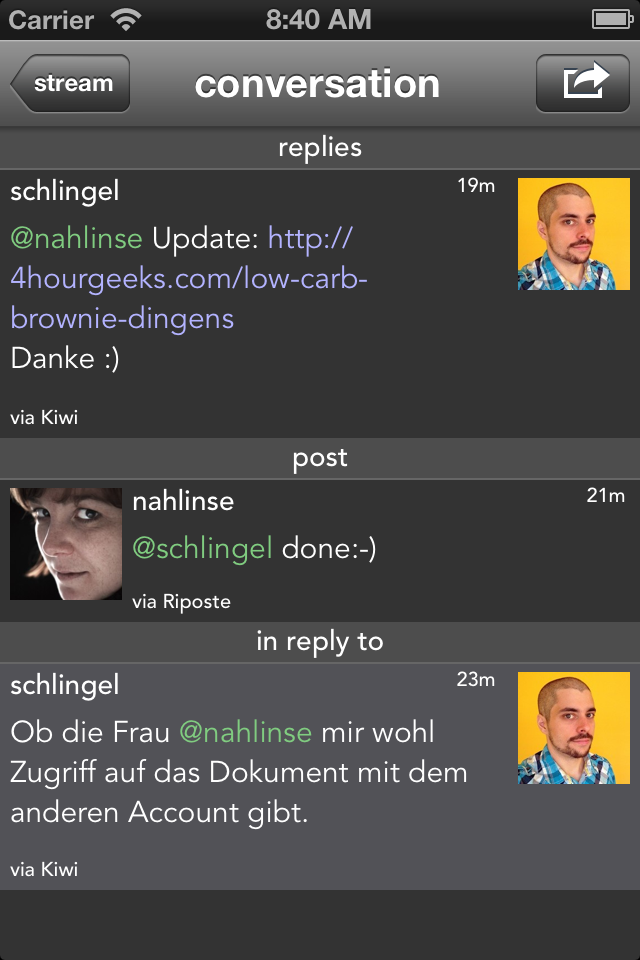 Carrier 8:40 AM
stream conversation
replies
schlingel 19m
@nahlinse Update: http://
4hourgeeks.com/low-carb-
brownie-dingens
Danke :)
via Kiwi
post
nahlinse 21m
@schlingel done:-)
via Riposte
in reply to
schlingel 23m
Ob die Frau @nahlinse mir wohl
Zugriff auf das Dokument mit dem
anderen Account gibt.
via Kiwi